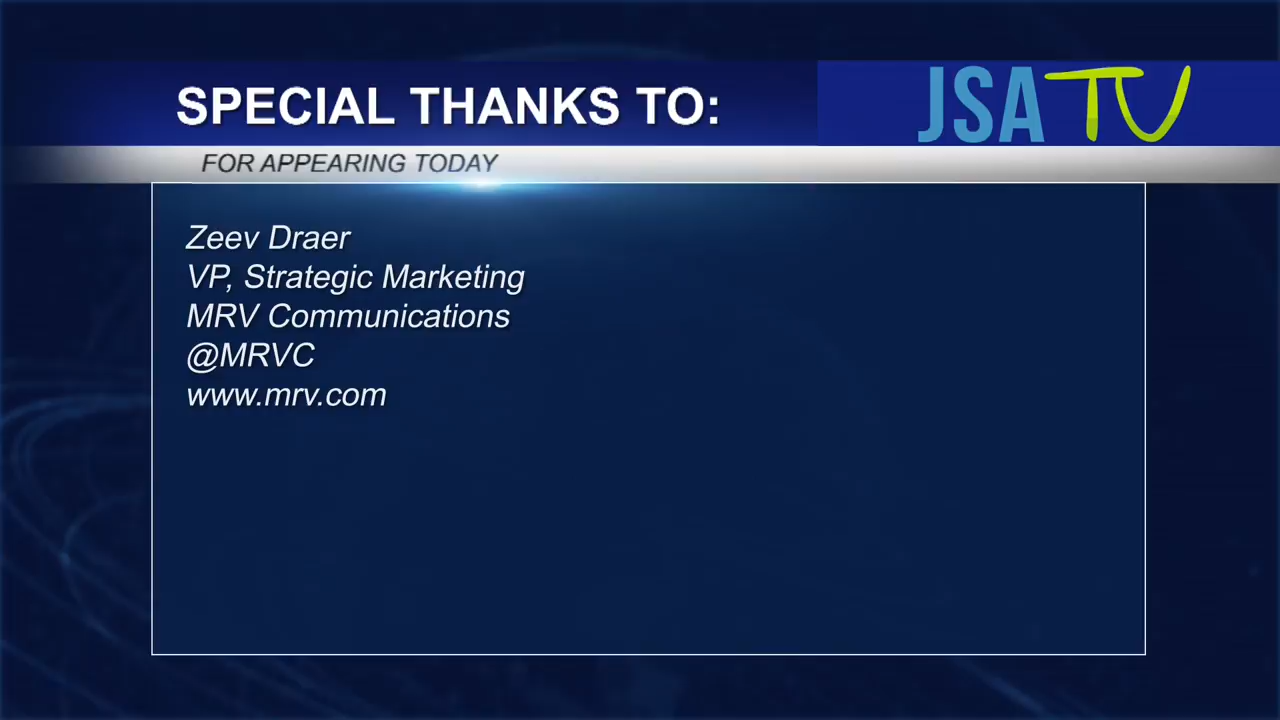 SPECIAL THANKS TO:
JSA TV
FOR APPEARING TODAY
Zeev Draer
VP, Strategic Marketing
MRV Communications
@MRVC
www.mrv.com